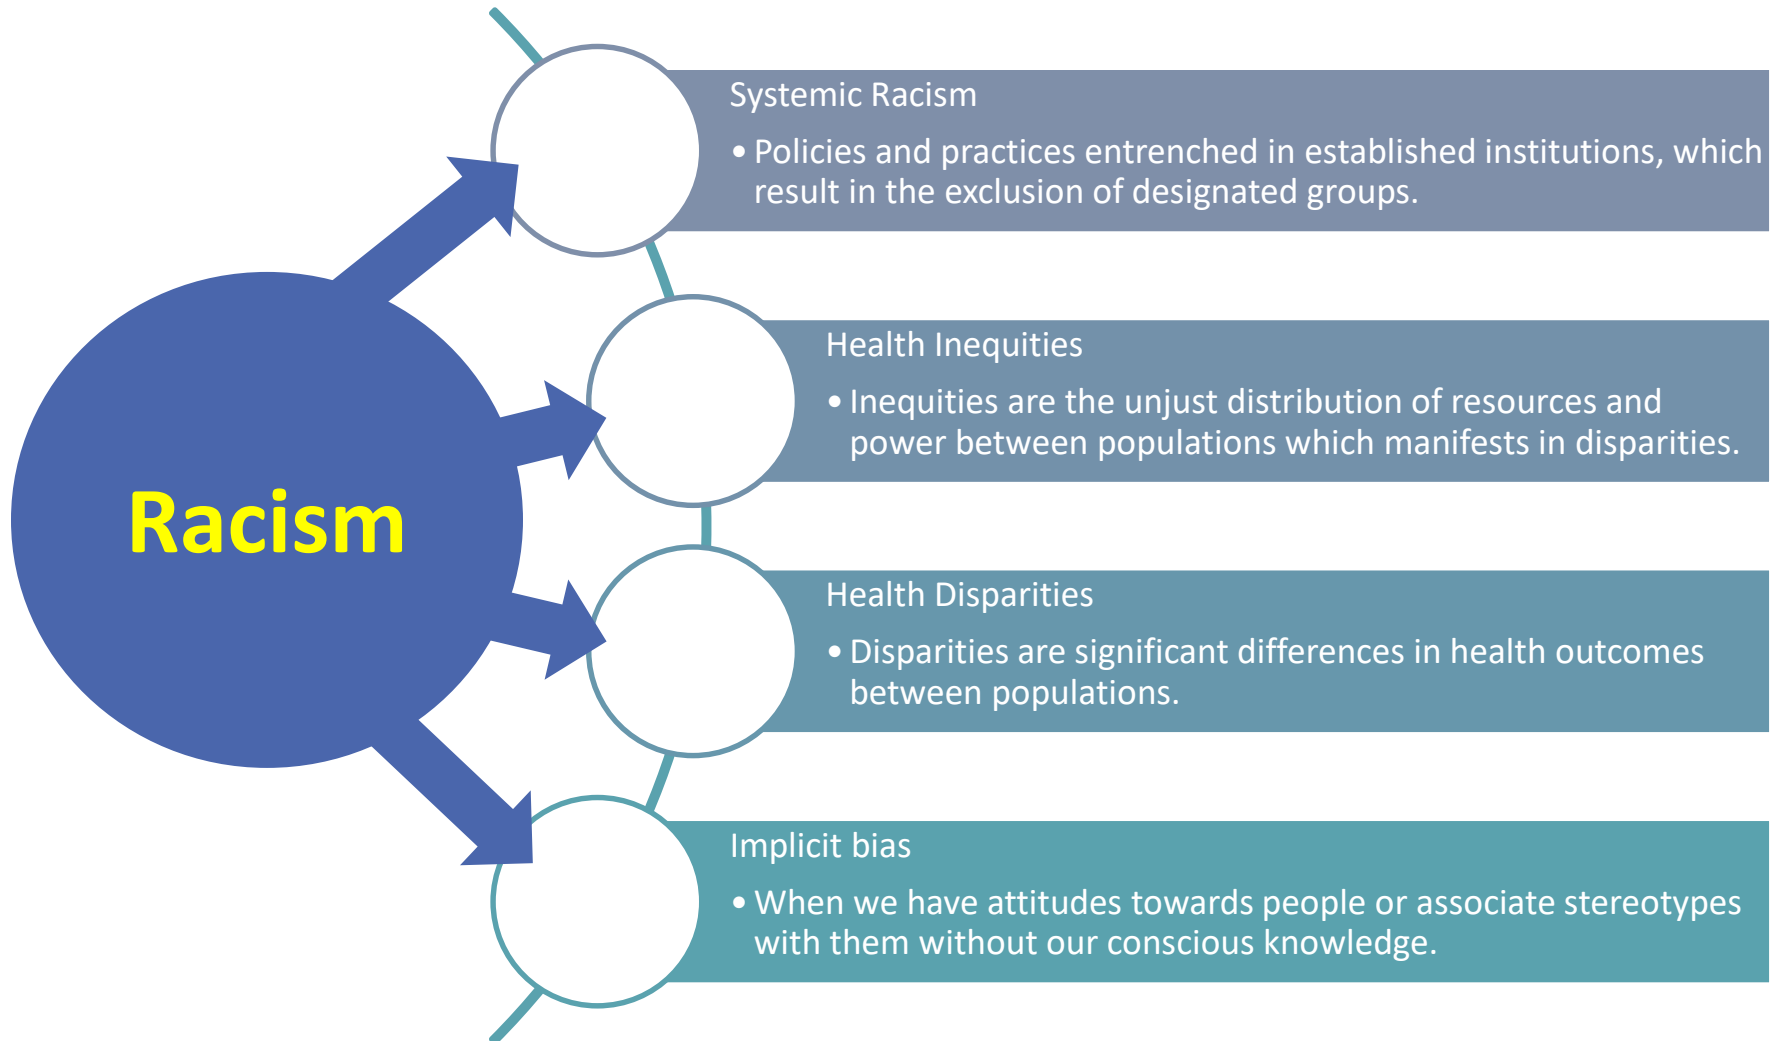 Racism
Systemic Racism
• Policies and practices entrenched in established institutions, which
result in the exclusion of designated groups.
Health Inequities
• Inequities are the unjust distribution of resources and
power between populations which manifests in disparities.
Health Disparities
• Disparities are significant differences in health outcomes
between populations.
Implicit bias
• When we have attitudes towards people or associate stereotypes
with them without our conscious knowledge.